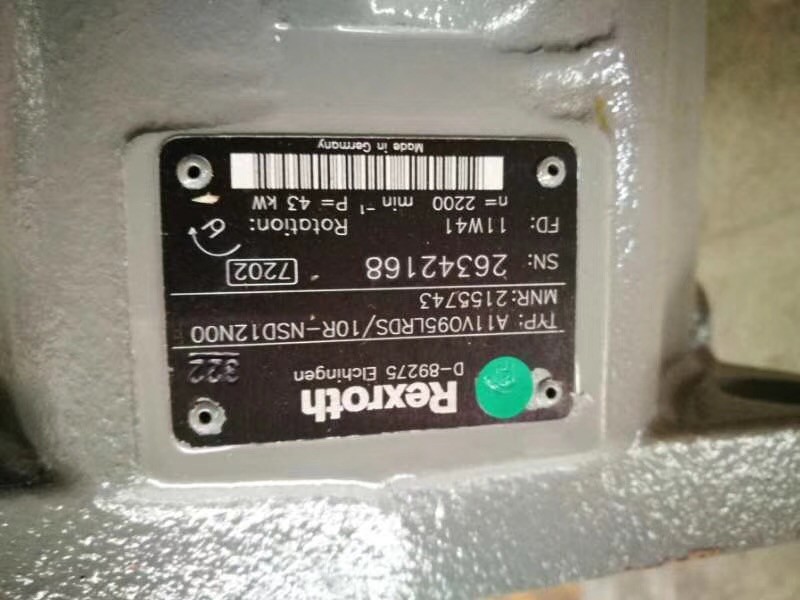 Rexroth
D-89275 Elchingen
322
TYP: A11VO95LRDS/10R-NSD12N00
MNR: 2155743
SN: 26342168 7202
FD: 11W41 Rotation:
n= 2200 min⁻¹ P= 43 kW
Made in Germany